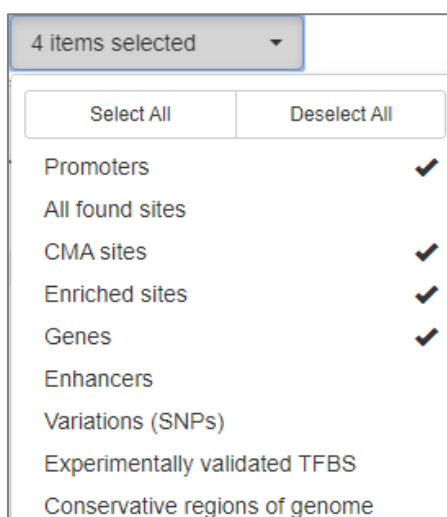 4 items selected
Select All Deselect All
Promoters
All found sites
CMA sites
Enriched sites
Genes
Enhancers
Variations (SNPs)
Experimentally validated TFBS
Conservative regions of genome